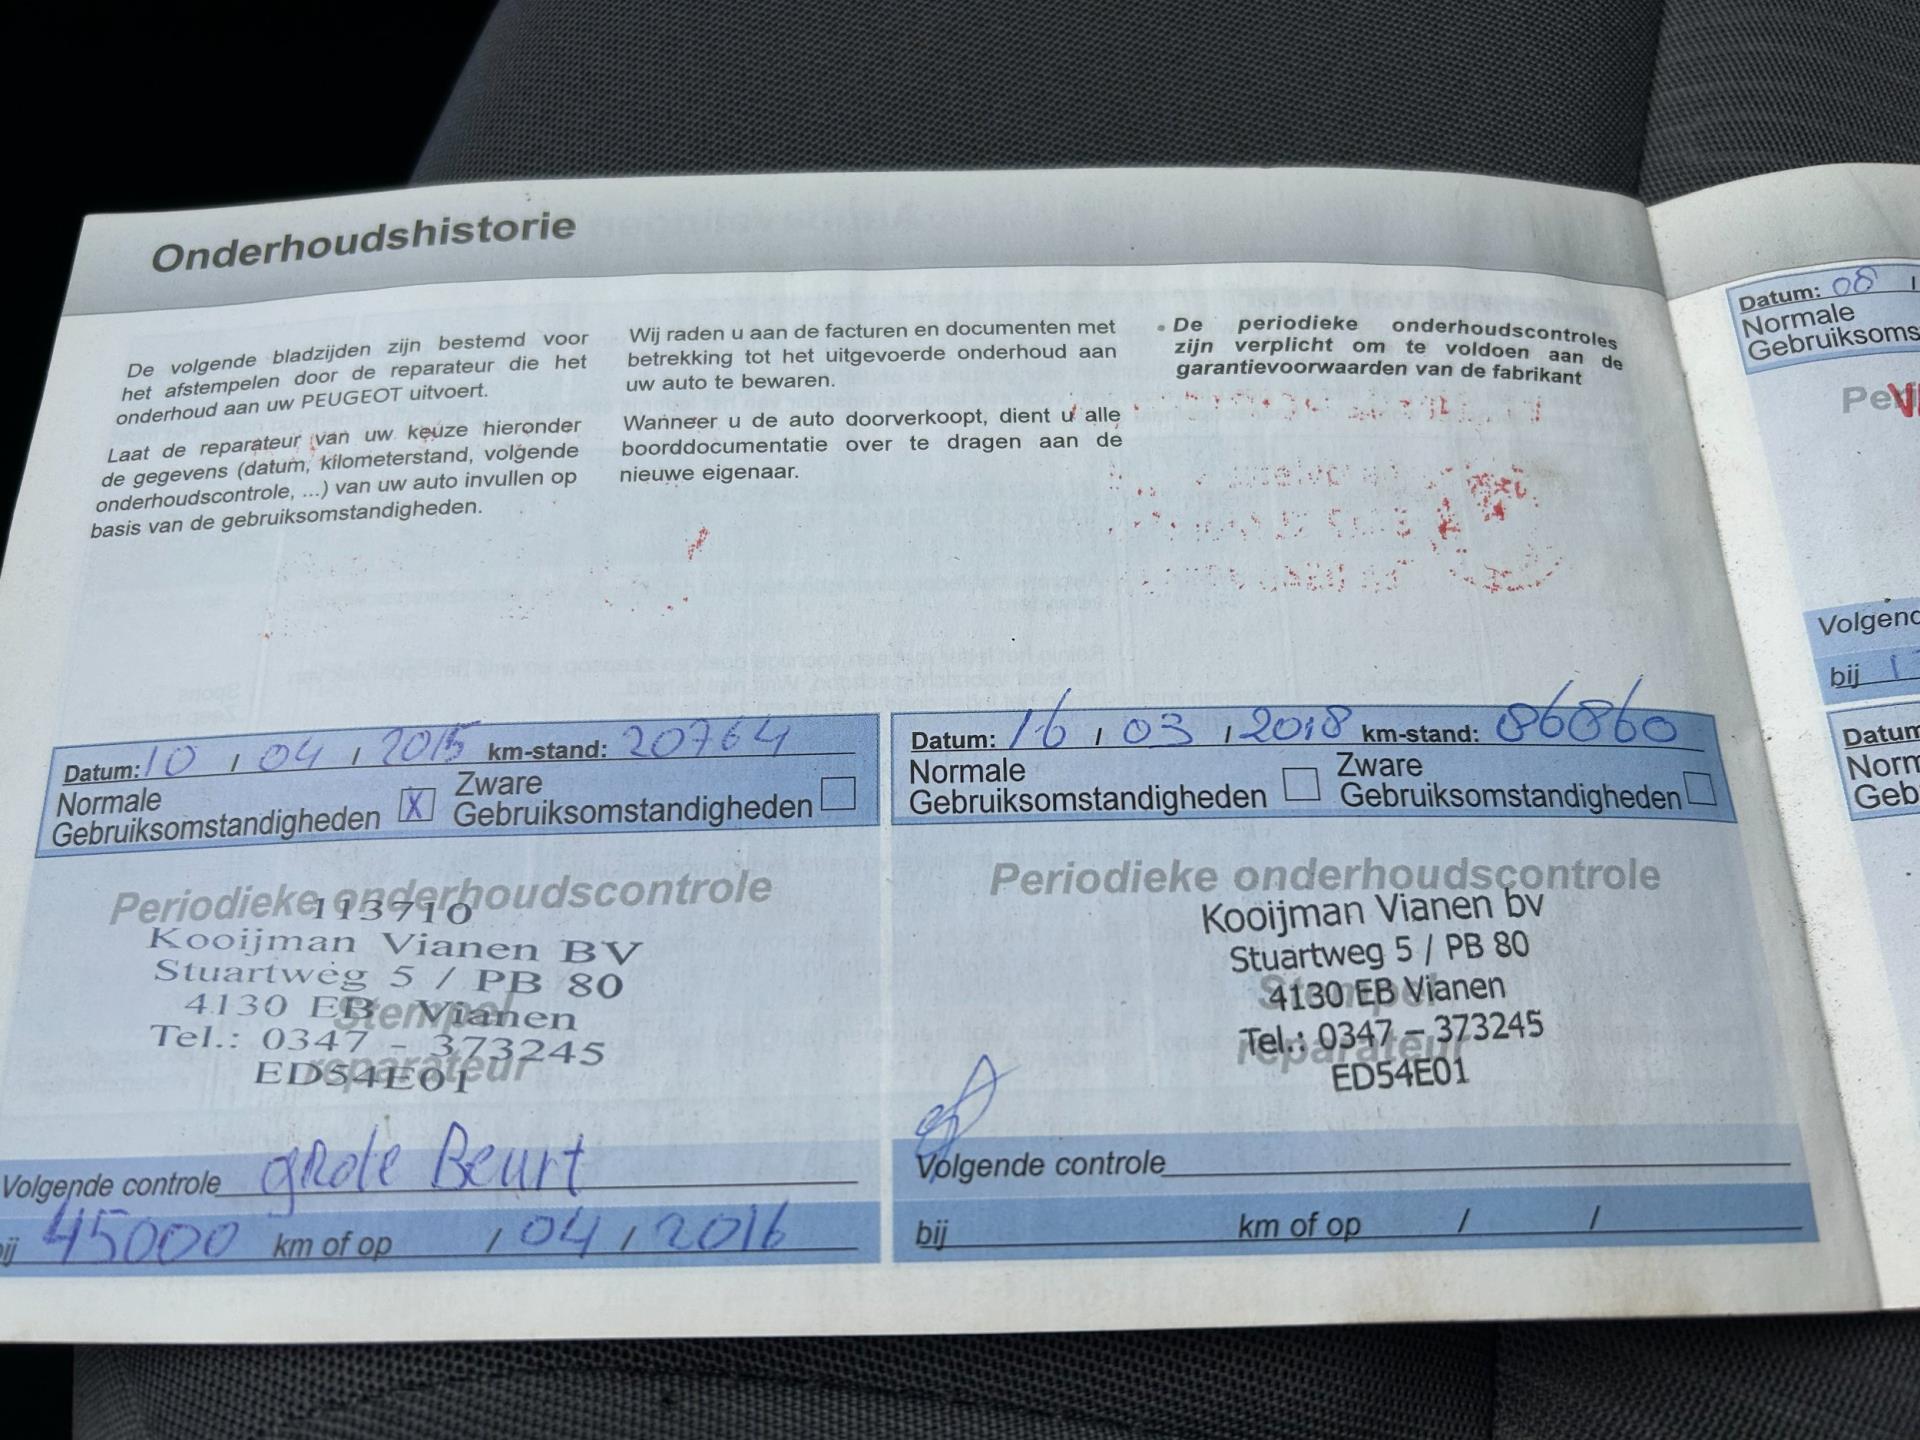 Onderhoudshistorie
De volgende bladzijden zijn bestemd voor
het afstempelen door de reparateur die het
onderhoud aan uw PEUGEOT uitvoert.
Laat de reparateur van uw keuze hieronder
de gegevens (datum, kilometerstand, volgende
onderhoudscontrole, ...) van uw auto invullen op
basis van de gebruiksomstandigheden.
Wij raden u aan de facturen en documenten met
betrekking tot het uitgevoerde onderhoud aan
uw auto te bewaren.
Wanneer u de auto doorverkoopt, dient u alle
boorddocumentatie over te dragen aan de
nieuwe eigenaar.
• De periodieke onderhoudscontroles
zijn verplicht om te voldoen aan de
garantievoorwaarden van de fabrikant
Datum: 10 / 04 / 2015 km-stand: 20764
Normale
Gebruiksomstandigheden X
Zware
Gebruiksomstandigheden
Periodieke onderhoudscontrole
113710
Kooijman Vianen BV
Stuartweg 5 / PB 80
4130 EB Vianen
Stempel
Tel.: 0347 - 373245
reparateur
ED54E01
Volgende controle grote Beurt
bij 45000 km of op / 04 / 2016
Datum: 16 / 03 / 2018 km-stand: 86860
Normale
Gebruiksomstandigheden
Zware
Gebruiksomstandigheden
Periodieke onderhoudscontrole
Kooijman Vianen bv
Stuartweg 5 / PB 80
4130 EB Vianen
Stempel
Tel.: 0347 – 373245
reparateur
ED54E01
Volgende controle
bij km of op / /
Datum: 08 /
Normale
Gebruiksoms
Volgend
bij
Datum
Norm
Geb